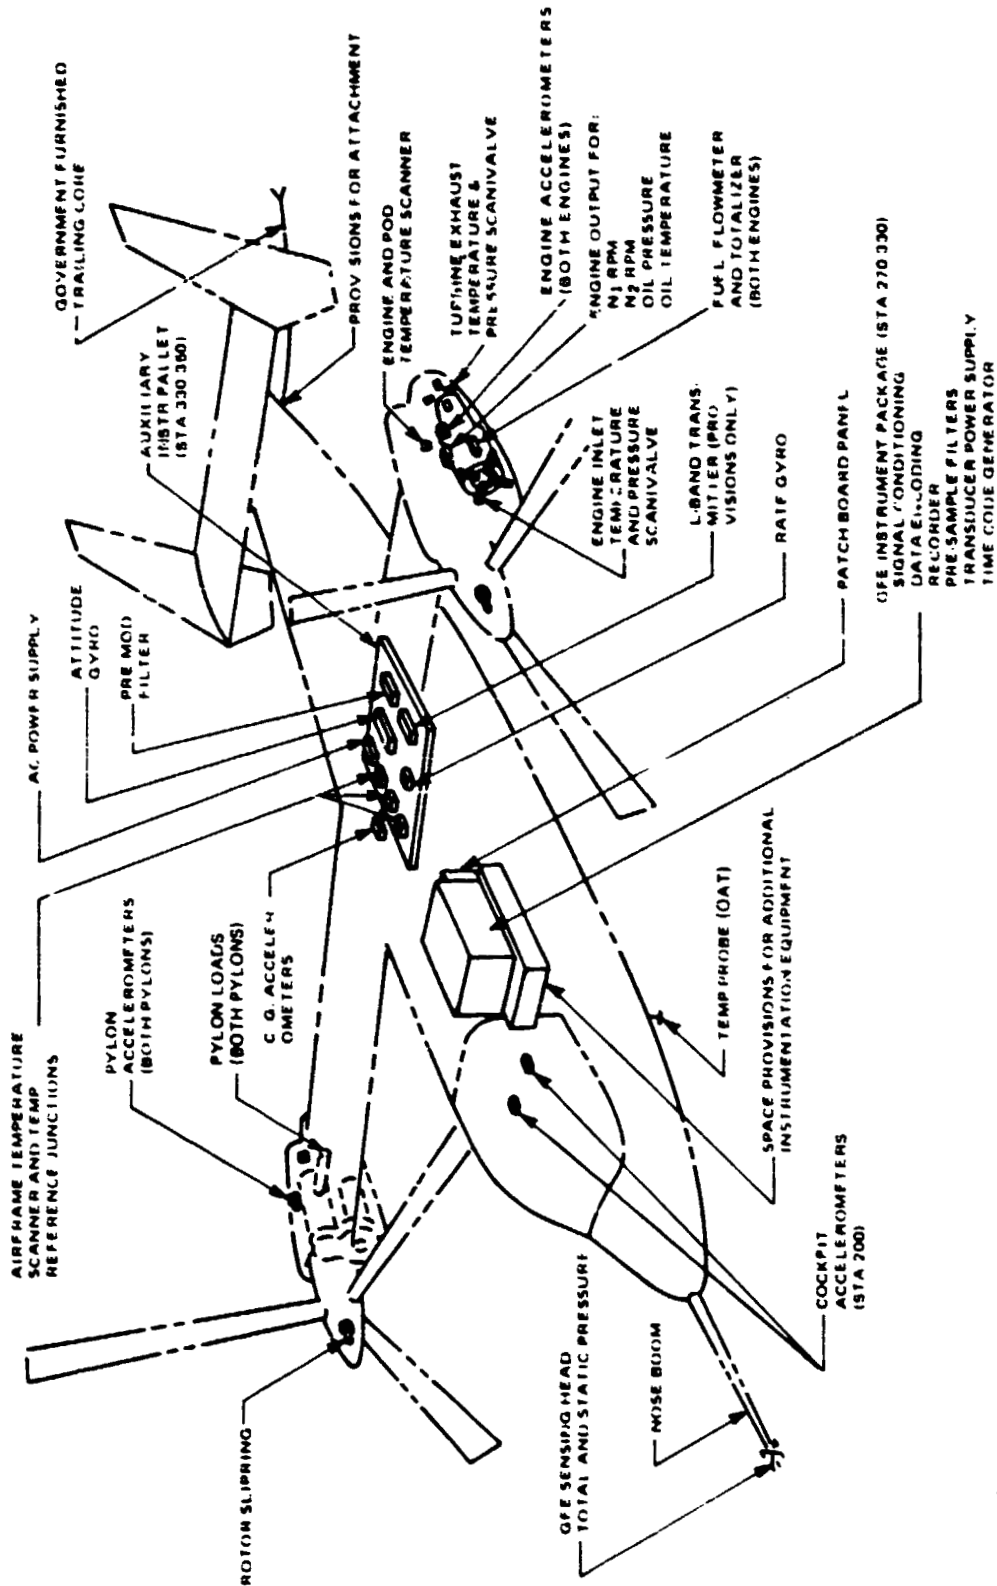 AIRFRAME TEMPERATURE
SCANNER AND TEMP
REFERENCE JUNCTIONS
AC POWER SUPPLY
ATTITUDE
GYRO
PRE MOD
FILTER
AUXILIARY
INSTR PALLET
(STA 330 360)
GOVERNMENT FURNISHED
TRAILING CONE
PROVISIONS FOR ATTACHMENT
PYLON
ACCELEROMETERS
(BOTH PYLONS)
PYLON LOADS
(BOTH PYLONS)
C.G. ACCELER
OMETERS
ENGINE AND POD
TEMPERATURE SCANNER
TURBINE EXHAUST
TEMPERATURE &
PRESSURE SCANIVALVE
ENGINE ACCELEROMETERS
(BOTH ENGINES)
ENGINE OUTPUT FOR:
N1 RPM
N2 RPM
OIL PRESSURE
OIL TEMPERATURE
FUEL FLOWMETER
AND TOTALIZER
(BOTH ENGINES)
ENGINE INLET
TEMPERATURE
AND PRESSURE
SCANIVALVE
L-BAND TRANS-
MITTER (PRO
VISIONS ONLY)
RATE GYRO
PATCHBOARD PANEL
GFE INSTRUMENT PACKAGE (STA 270 330)
SIGNAL CONDITIONING
DATA ENCODING
RECORDER
PRE-SAMPLE FILTERS
TRANSDUCER POWER SUPPLY
TIME CODE GENERATOR
ROTOR SLIPRING
GFE SENSING HEAD
TOTAL AND STATIC PRESSURE
NOSE BOOM
TEMP PROBE (OAT)
SPACE PROVISIONS FOR ADDITIONAL
INSTRUMENTATION EQUIPMENT
COCKPIT
ACCELEROMETERS
(STA 200)